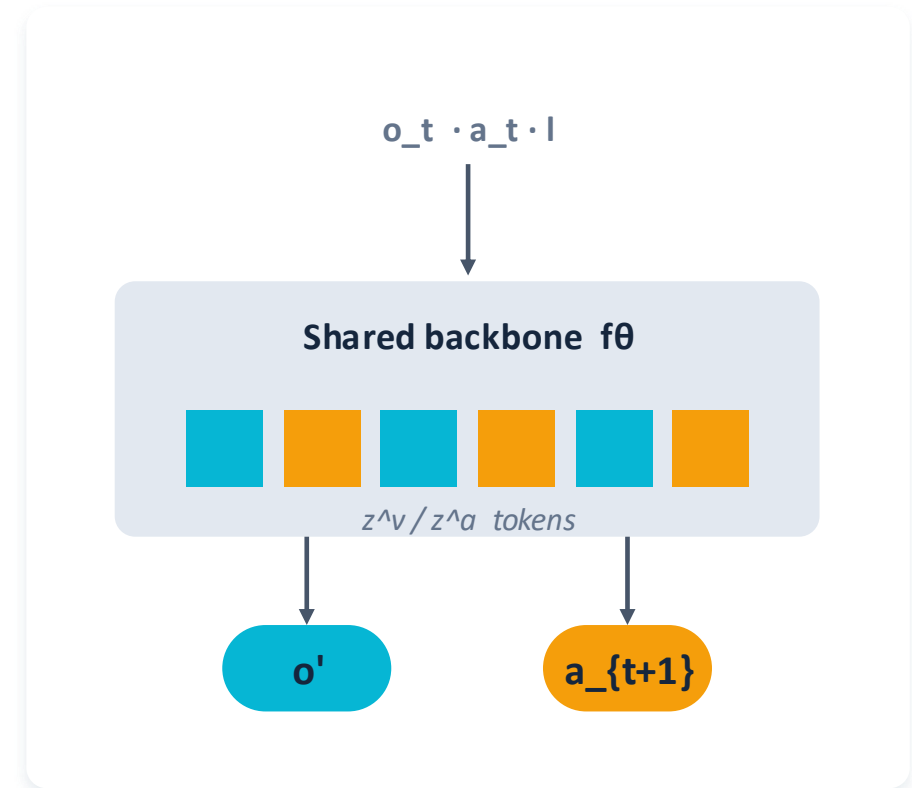 o_t · a_t · l
Shared backbone fθ
z^v / z^a tokens
o'
a_{t+1}